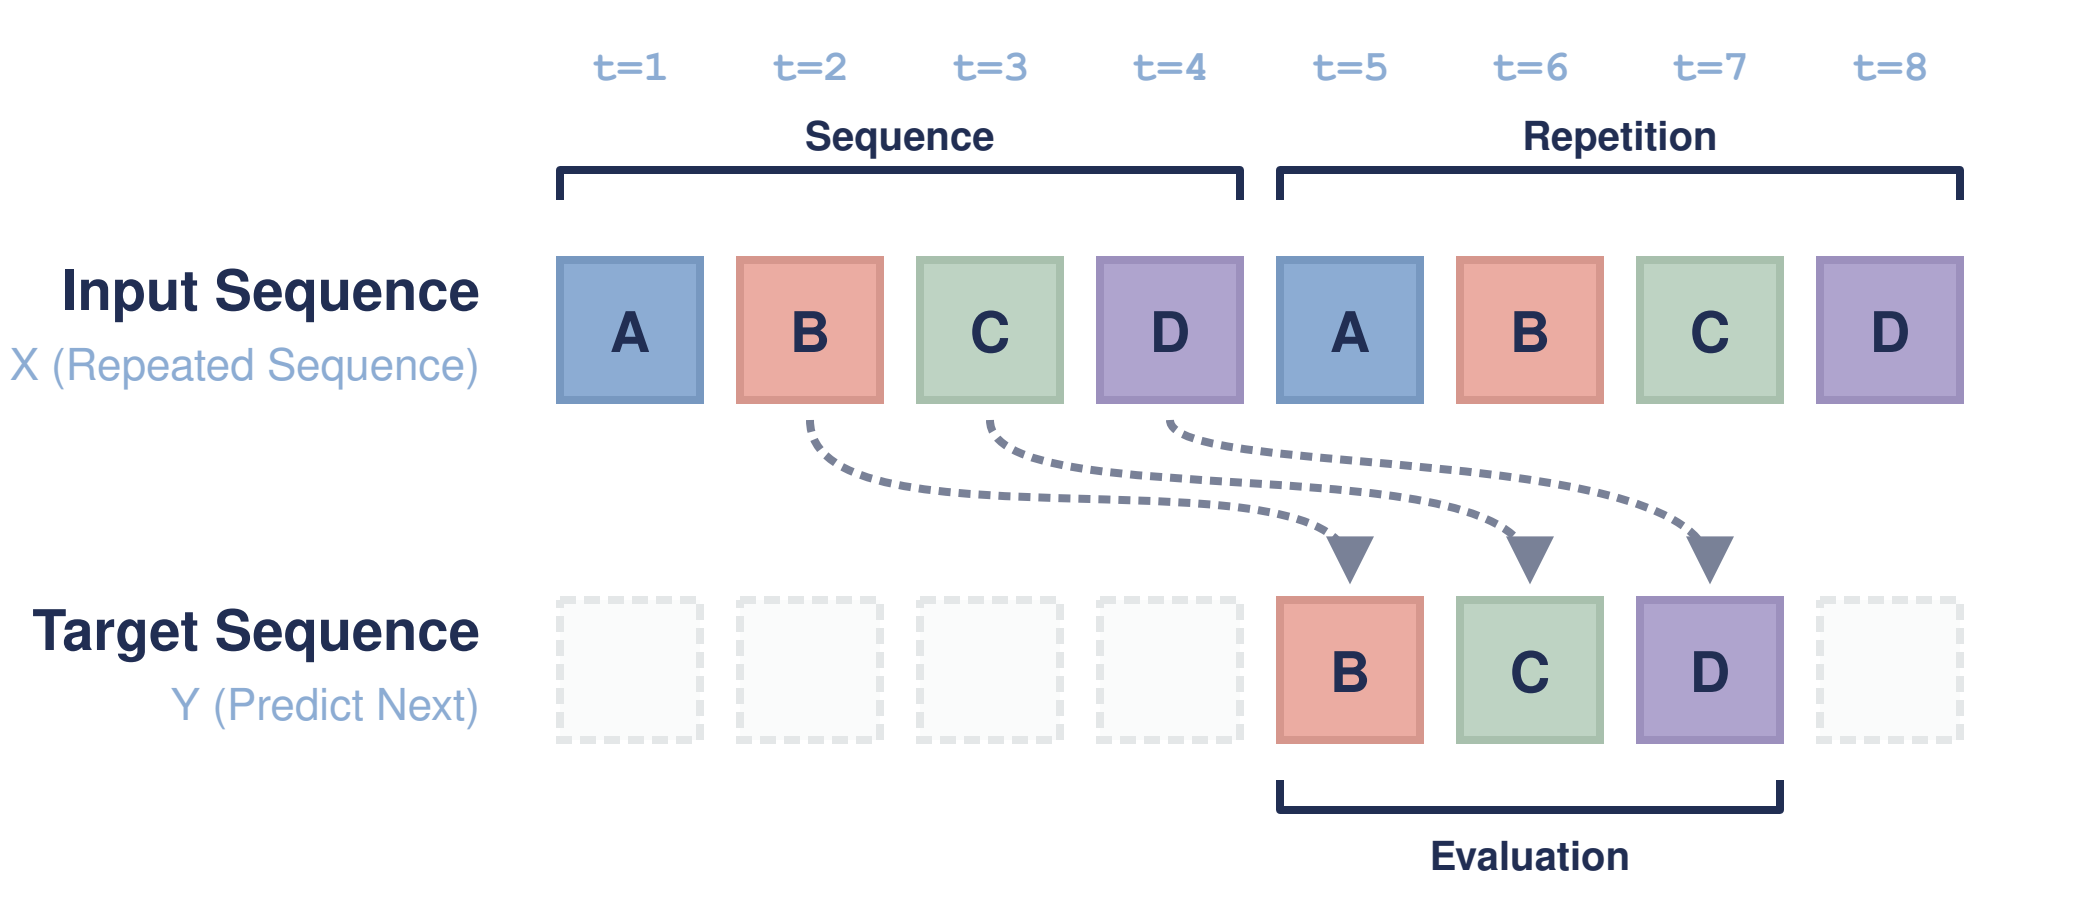 t=1 t=2 t=3 t=4 t=5 t=6 t=7 t=8
Sequence Repetition
Input Sequence
X (Repeated Sequence)
A B C D A B C D
Target Sequence
Y (Predict Next)
B C D
Evaluation